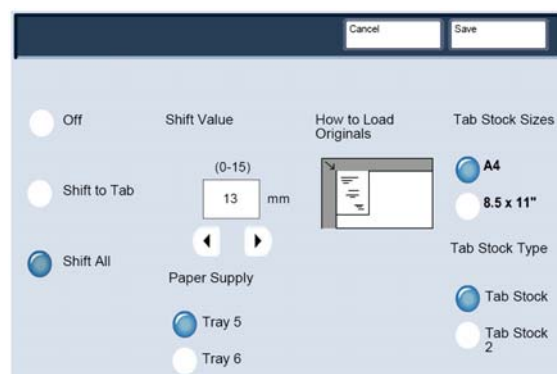 Cancel
Save
Off
Shift to Tab
Shift All
Shift Value
(0-15)
13 mm
Paper Supply
Tray 5
Tray 6
How to Load
Originals
Tab Stock Sizes
A4
8.5 x 11"
Tab Stock Type
Tab Stock
Tab Stock
2